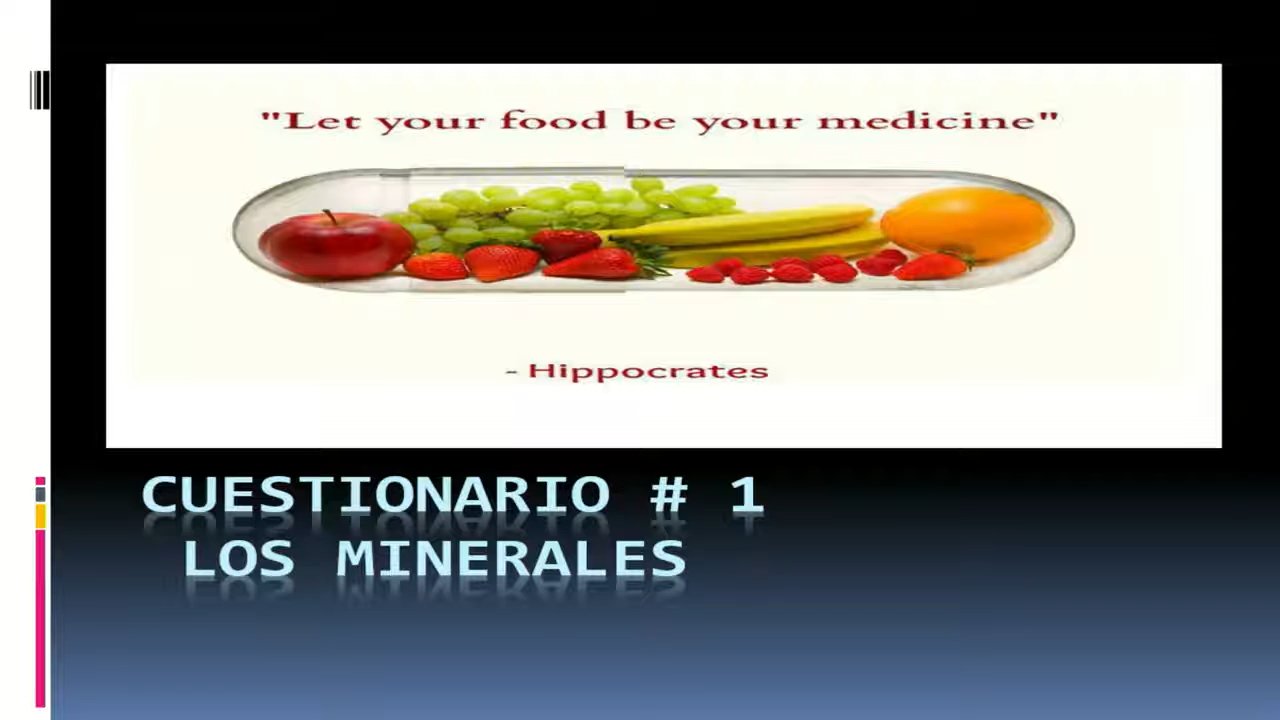 "Let your food be your medicine"
- Hippocrates
CUESTIONARIO # 1
LOS MINERALES